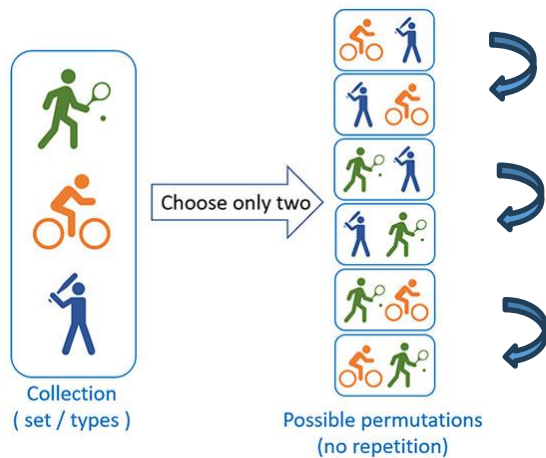 Choose only two
Collection
( set / types )
Possible permutations
(no repetition)